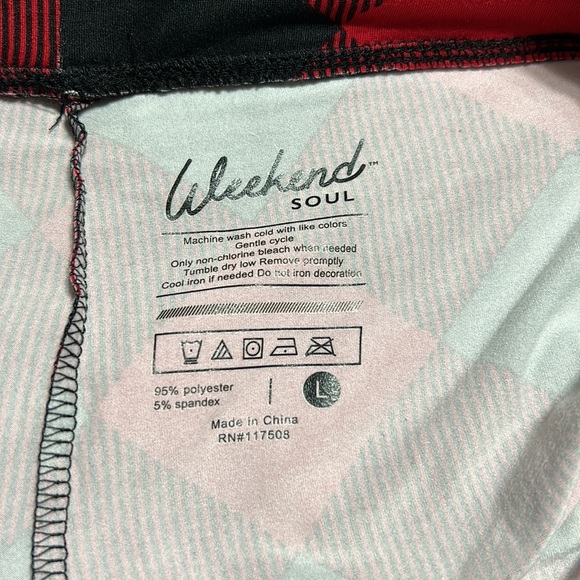 Weekend™
SOUL
Machine wash cold with like colors
Gentle cycle
Only non-chlorine bleach when needed
Tumble dry low Remove promptly
Cool iron if needed Do not iron decoration
95% polyester
5% spandex
L
Made in China
RN#117508